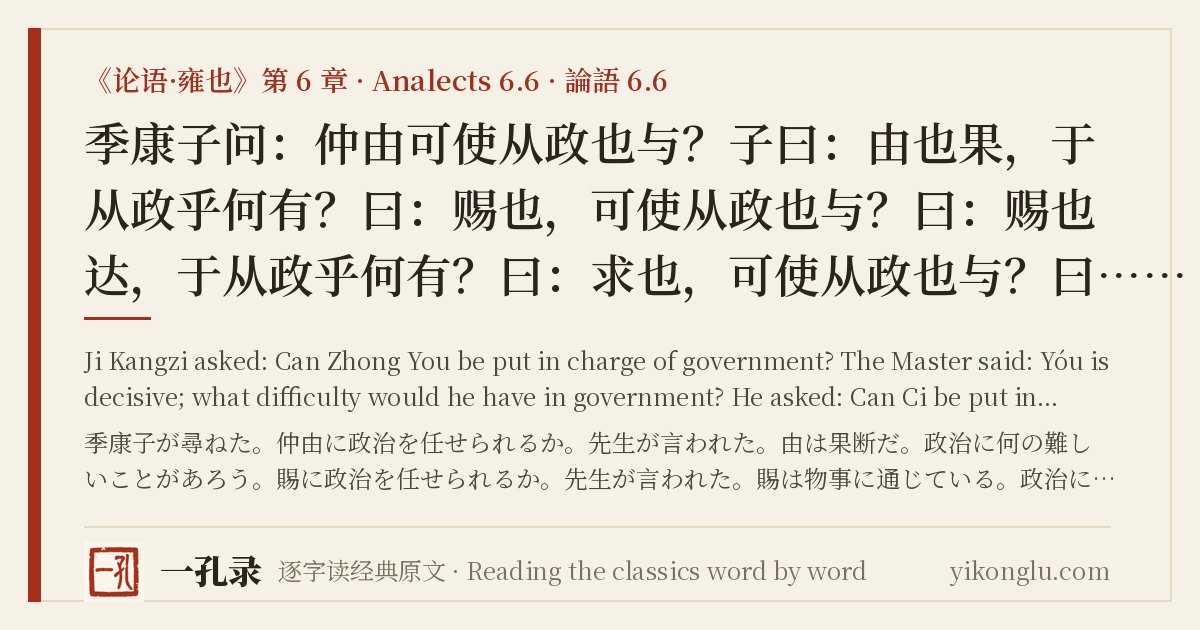 《论语·雍也》第 6 章 · Analects 6.6 · 論語 6.6
季康子问：仲由可使从政也与？子曰：由也果，于
从政乎何有？曰：赐也，可使从政也与？曰：赐也
达，于从政乎何有？曰：求也，可使从政也与？曰……
Ji Kangzi asked: Can Zhong You be put in charge of government? The Master said: Yóu is
decisive; what difficulty would he have in government? He asked: Can Ci be put in...
季康子が尋ねた。仲由に政治を任せられるか。先生が言われた。由は果断だ。政治に何の難し
いことがあろう。賜に政治を任せられるか。先生が言われた。賜は物事に通じている。政治に…
一孔
一孔录 逐字读经典原文 · Reading the classics word by word yikonglu.com